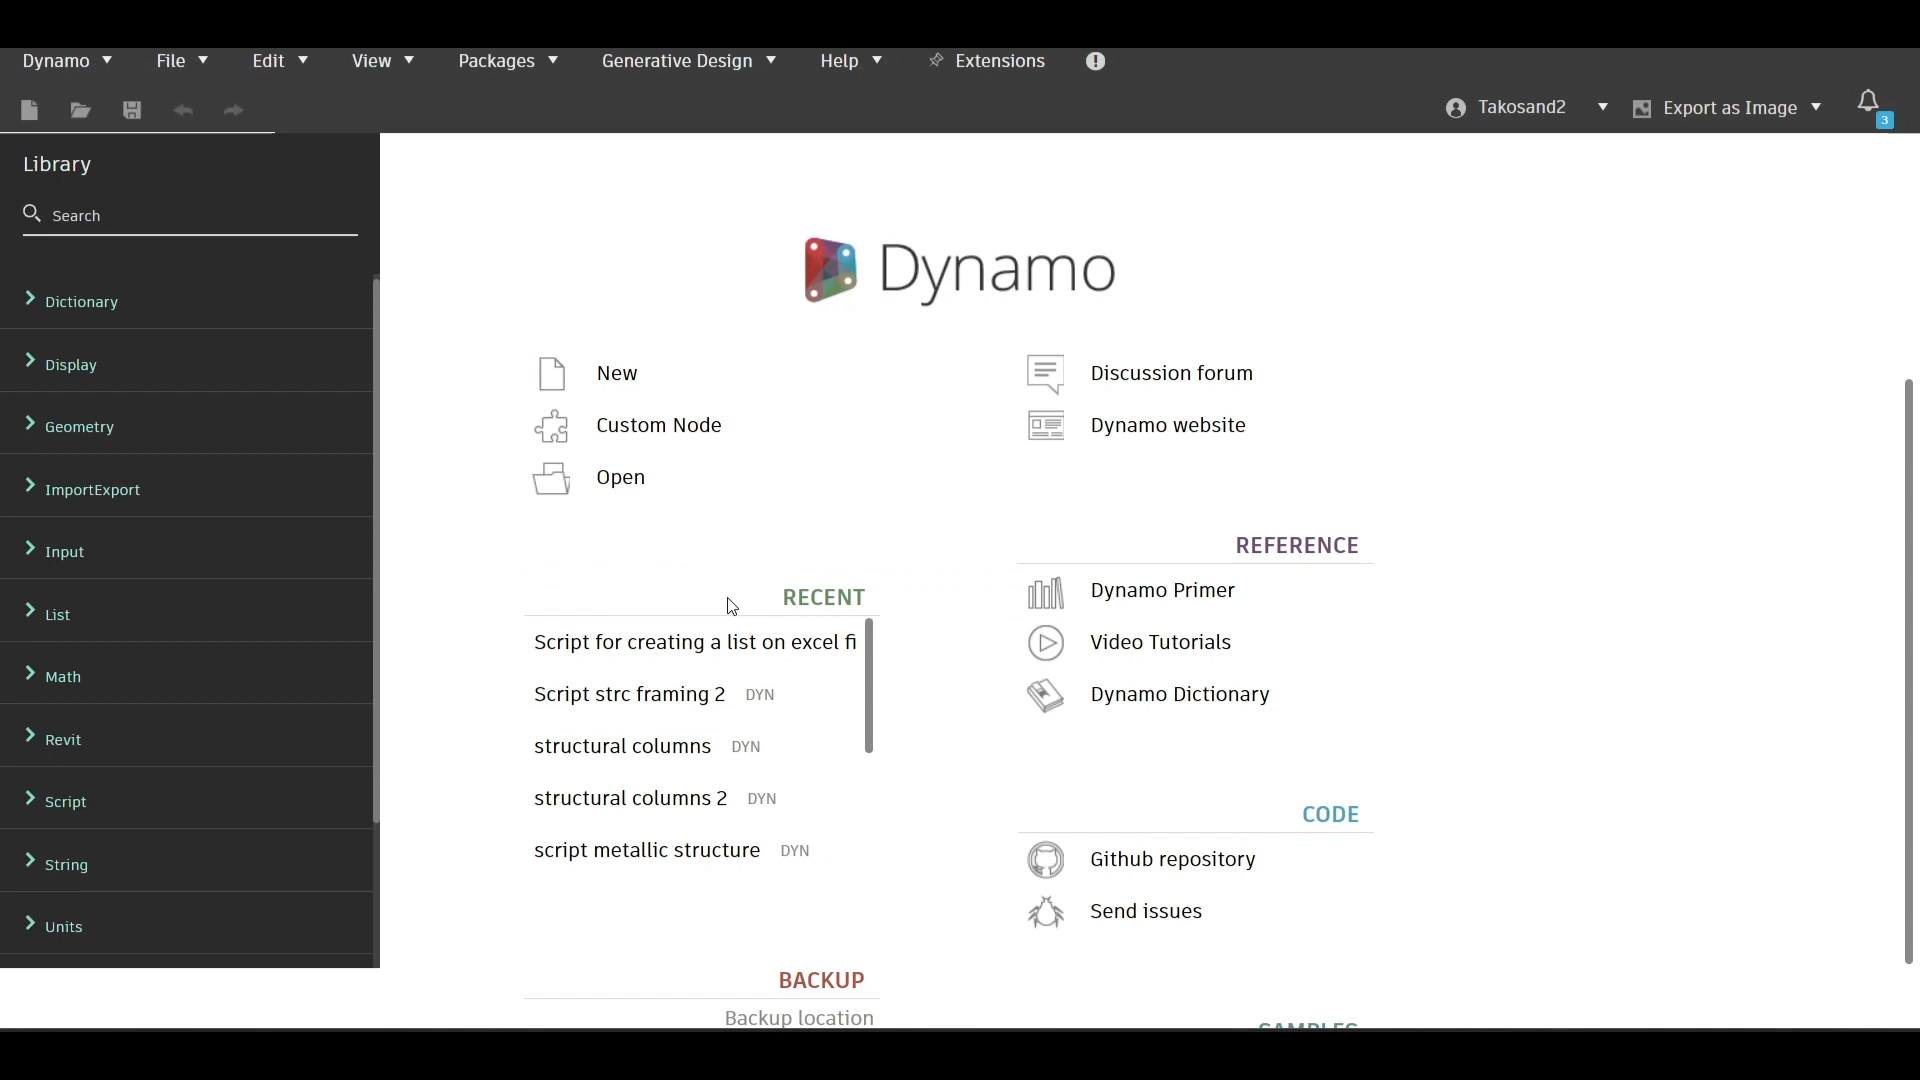 Dynamo File Edit View Packages Generative Design Help Extensions
Takosand2 Export as Image 3
Library
Search
Dictionary
Display
Geometry
ImportExport
Input
List
Math
Revit
Script
String
Units
Dynamo
New
Custom Node
Open
RECENT
Script for creating a list on excel fi
Script strc framing 2 DYN
structural columns DYN
structural columns 2 DYN
script metallic structure DYN
BACKUP
Backup location
Discussion forum
Dynamo website
REFERENCE
Dynamo Primer
Video Tutorials
Dynamo Dictionary
CODE
Github repository
Send issues
SAMPLES